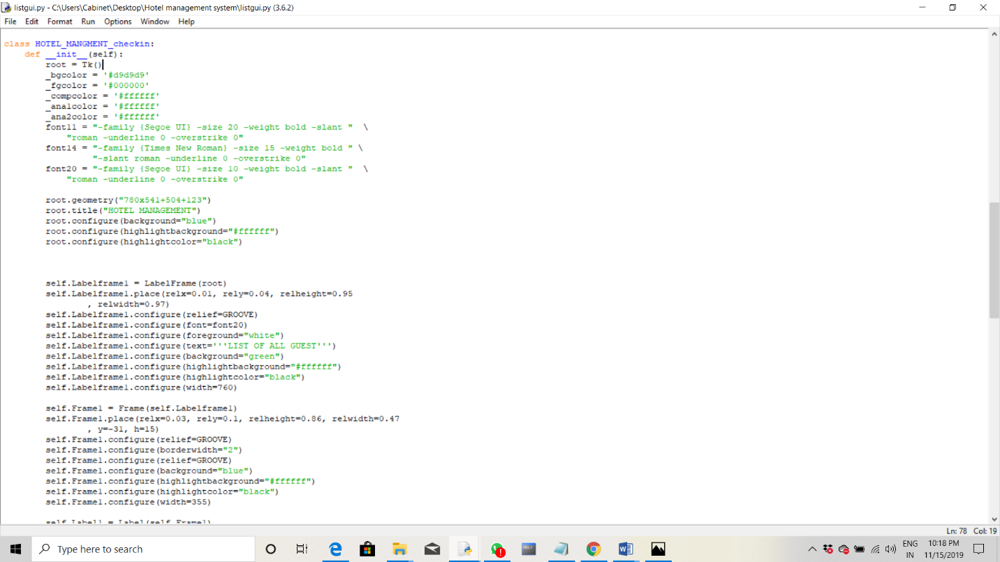 listgui.py - C:\Users\Cabinet\Desktop\Hotel management system\listgui.py (3.6.2)
File Edit Format Run Options Window Help
class HOTEL_MANGMENT_checkin:
    def __init__(self):
        root = Tk()
        _bgcolor = '#d9d9d9'
        _fgcolor = '#000000'
        _compcolor = '#ffffff'
        _ana1color = '#ffffff'
        _ana2color = '#ffffff'
        font11 = "-family {Segoe UI} -size 20 -weight bold -slant "  \
            "roman -underline 0 -overstrike 0"
        font14 = "-family {Times New Roman} -size 15 -weight bold " \
                 "-slant roman -underline 0 -overstrike 0"
        font20 = "-family {Segoe UI} -size 10 -weight bold -slant "  \
            "roman -underline 0 -overstrike 0"
        root.geometry("780x541+504+123")
        root.title("HOTEL MANAGEMENT")
        root.configure(background="blue")
        root.configure(highlightbackground="#ffffff")
        root.configure(highlightcolor="black")
        self.Labelframe1 = LabelFrame(root)
        self.Labelframe1.place(relx=0.01, rely=0.04, relheight=0.95
                , relwidth=0.97)
        self.Labelframe1.configure(relief=GROOVE)
        self.Labelframe1.configure(font=font20)
        self.Labelframe1.configure(foreground="white")
        self.Labelframe1.configure(text='''LIST OF ALL GUEST''')
        self.Labelframe1.configure(background="green")
        self.Labelframe1.configure(highlightbackground="#ffffff")
        self.Labelframe1.configure(highlightcolor="black")
        self.Labelframe1.configure(width=760)
        self.Frame1 = Frame(self.Labelframe1)
        self.Frame1.place(relx=0.03, rely=0.1, relheight=0.86, relwidth=0.47
                , y=-31, h=15)
        self.Frame1.configure(relief=GROOVE)
        self.Frame1.configure(borderwidth="2")
        self.Frame1.configure(relief=GROOVE)
        self.Frame1.configure(background="blue")
        self.Frame1.configure(highlightbackground="#ffffff")
        self.Frame1.configure(highlightcolor="black")
        self.Frame1.configure(width=355)
        self.Label1 = Label(self.Frame1)
Ln: 78 Col: 19
Type here to search
ENG
IN
10:18 PM
11/15/2019